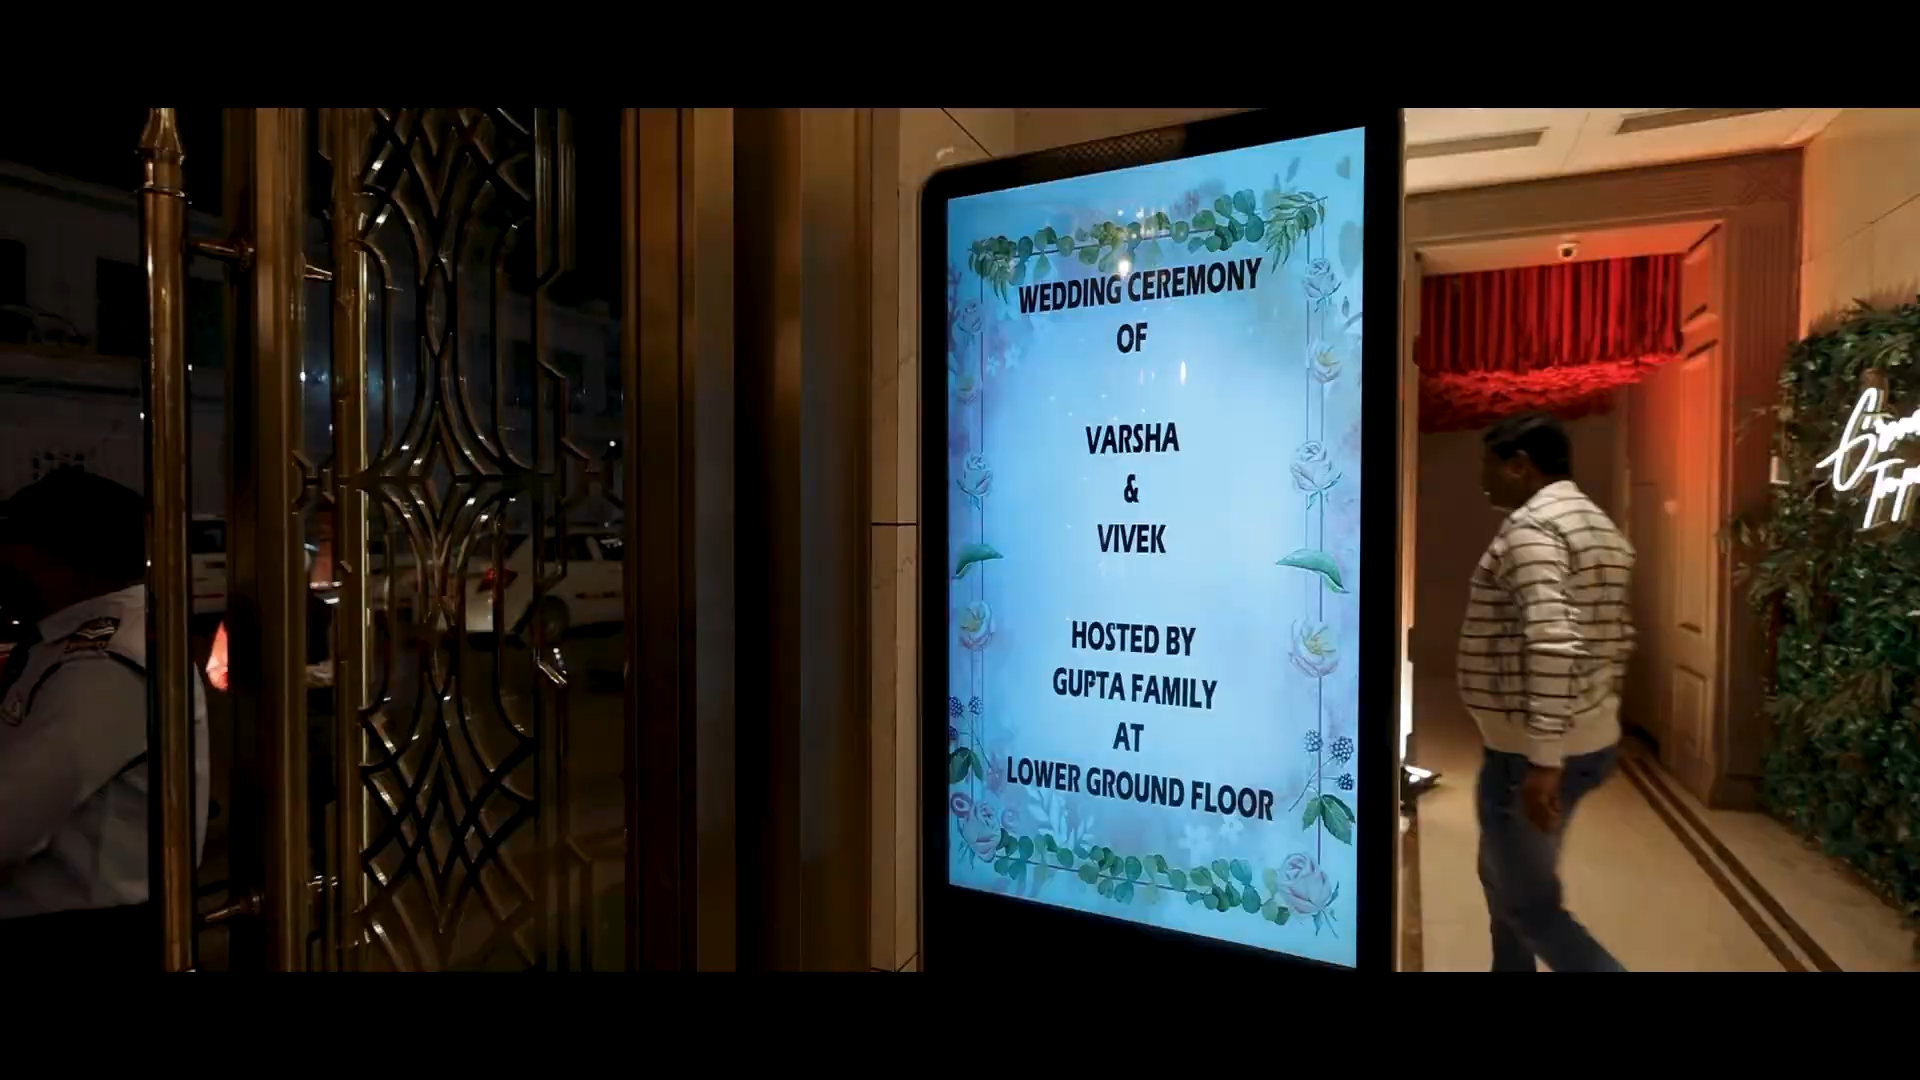 WEDDING CEREMONY
OF
VARSHA
&
VIVEK
HOSTED BY
GUPTA FAMILY
AT
LOWER GROUND FLOOR